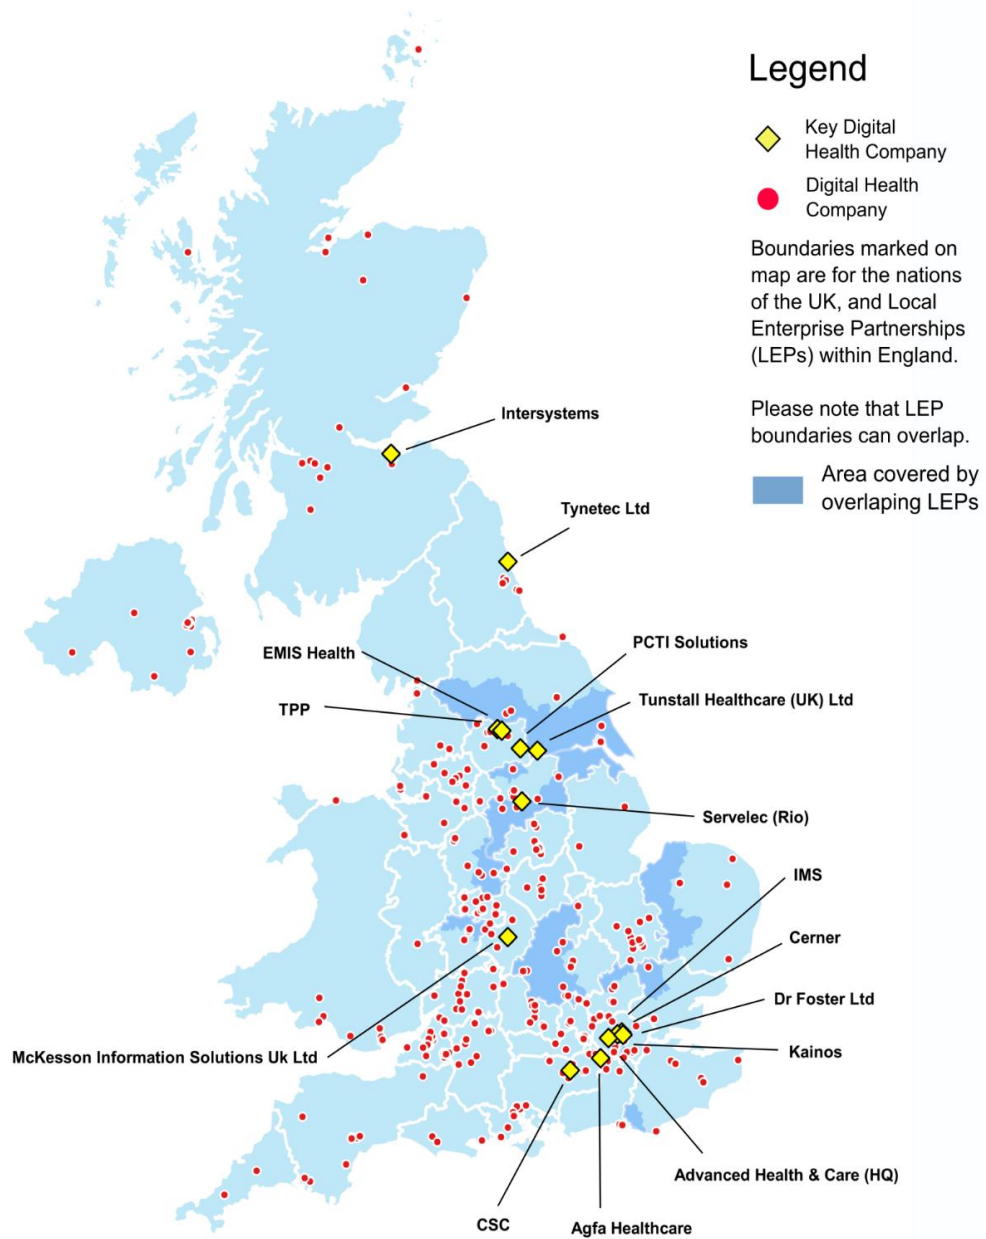 Legend
Key Digital
Health Company
Digital Health
Company
Boundaries marked on
map are for the nations
of the UK, and Local
Enterprise Partnerships
(LEPs) within England.
Please note that LEP
boundaries can overlap.
Area covered by
overlaping LEPs
Intersystems
Tynetec Ltd
PCTI Solutions
EMIS Health
Tunstall Healthcare (UK) Ltd
TPP
Servelec (Rio)
IMS
Cerner
Dr Foster Ltd
Kainos
McKesson Information Solutions Uk Ltd
Advanced Health & Care (HQ)
CSC
Agfa Healthcare